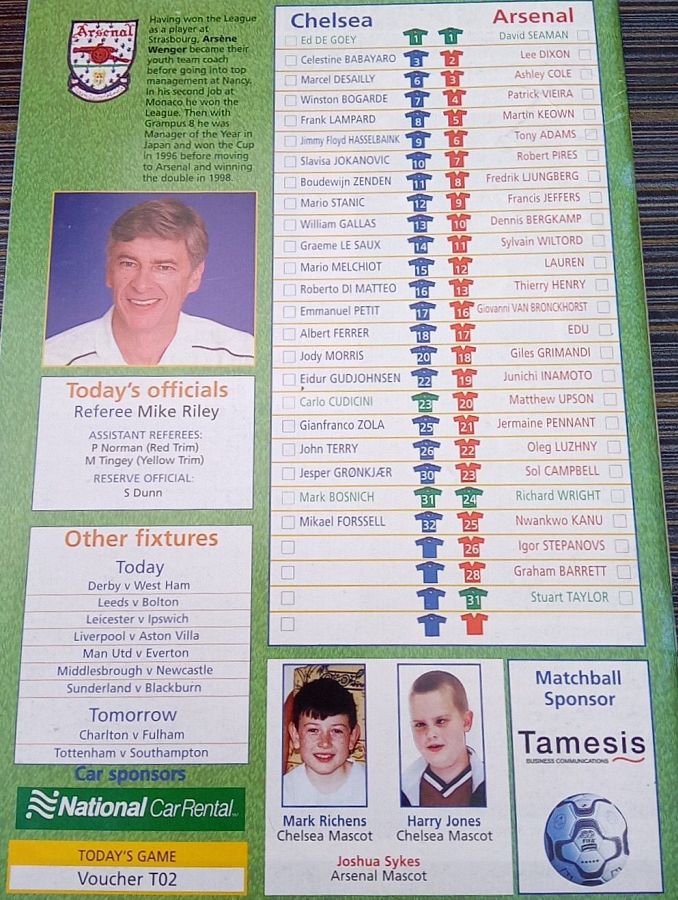 Arsenal
Having won the League
as a player at
Strasbourg, Arsène
Wenger became their
youth team coach
before going into top
management at Nancy.
In his second job at
Monaco he won the
League. Then with
Grampus 8 he was
Manager of the Year in
Japan and won the Cup
in 1996 before moving
to Arsenal and winning
the double in 1998.
Today's officials
Referee Mike Riley
ASSISTANT REFEREES:
P Norman (Red Trim)
M Tingey (Yellow Trim)
RESERVE OFFICIAL:
S Dunn
Other fixtures
Today
Derby v West Ham
Leeds v Bolton
Leicester v Ipswich
Liverpool v Aston Villa
Man Utd v Everton
Middlesbrough v Newcastle
Sunderland v Blackburn
Tomorrow
Charlton v Fulham
Tottenham v Southampton
Car sponsors
National Car Rental
TODAY'S GAME
Voucher T02
Chelsea Arsenal
Ed DE GOEY 1 1 David SEAMAN
Celestine BABAYARO 3 2 Lee DIXON
Marcel DESAILLY 6 3 Ashley COLE
Winston BOGARDE 7 4 Patrick VIEIRA
Frank LAMPARD 8 5 Martin KEOWN
Jimmy Floyd HASSELBAINK 9 6 Tony ADAMS
Slavisa JOKANOVIC 10 7 Robert PIRES
Boudewijn ZENDEN 11 8 Fredrik LJUNGBERG
Mario STANIC 12 9 Francis JEFFERS
William GALLAS 13 10 Dennis BERGKAMP
Graeme LE SAUX 14 11 Sylvain WILTORD
Mario MELCHIOT 15 12 LAUREN
Roberto DI MATTEO 16 13 Thierry HENRY
Emmanuel PETIT 17 16 Giovanni VAN BRONCKHORST
Albert FERRER 18 17 EDU
Jody MORRIS 20 18 Giles GRIMANDI
Eidur GUDJOHNSEN 22 19 Junichi INAMOTO
Carlo CUDICINI 23 20 Matthew UPSON
Gianfranco ZOLA 25 21 Jermaine PENNANT
John TERRY 26 22 Oleg LUZHNY
Jesper GRØNKJÆR 30 23 Sol CAMPBELL
Mark BOSNICH 31 24 Richard WRIGHT
Mikael FORSSELL 32 25 Nwankwo KANU
26 Igor STEPANOVS
28 Graham BARRETT
31 Stuart TAYLOR
Mark Richens
Chelsea Mascot
Harry Jones
Chelsea Mascot
Joshua Sykes
Arsenal Mascot
Matchball
Sponsor
Tamesis
BUSINESS COMMUNICATIONS